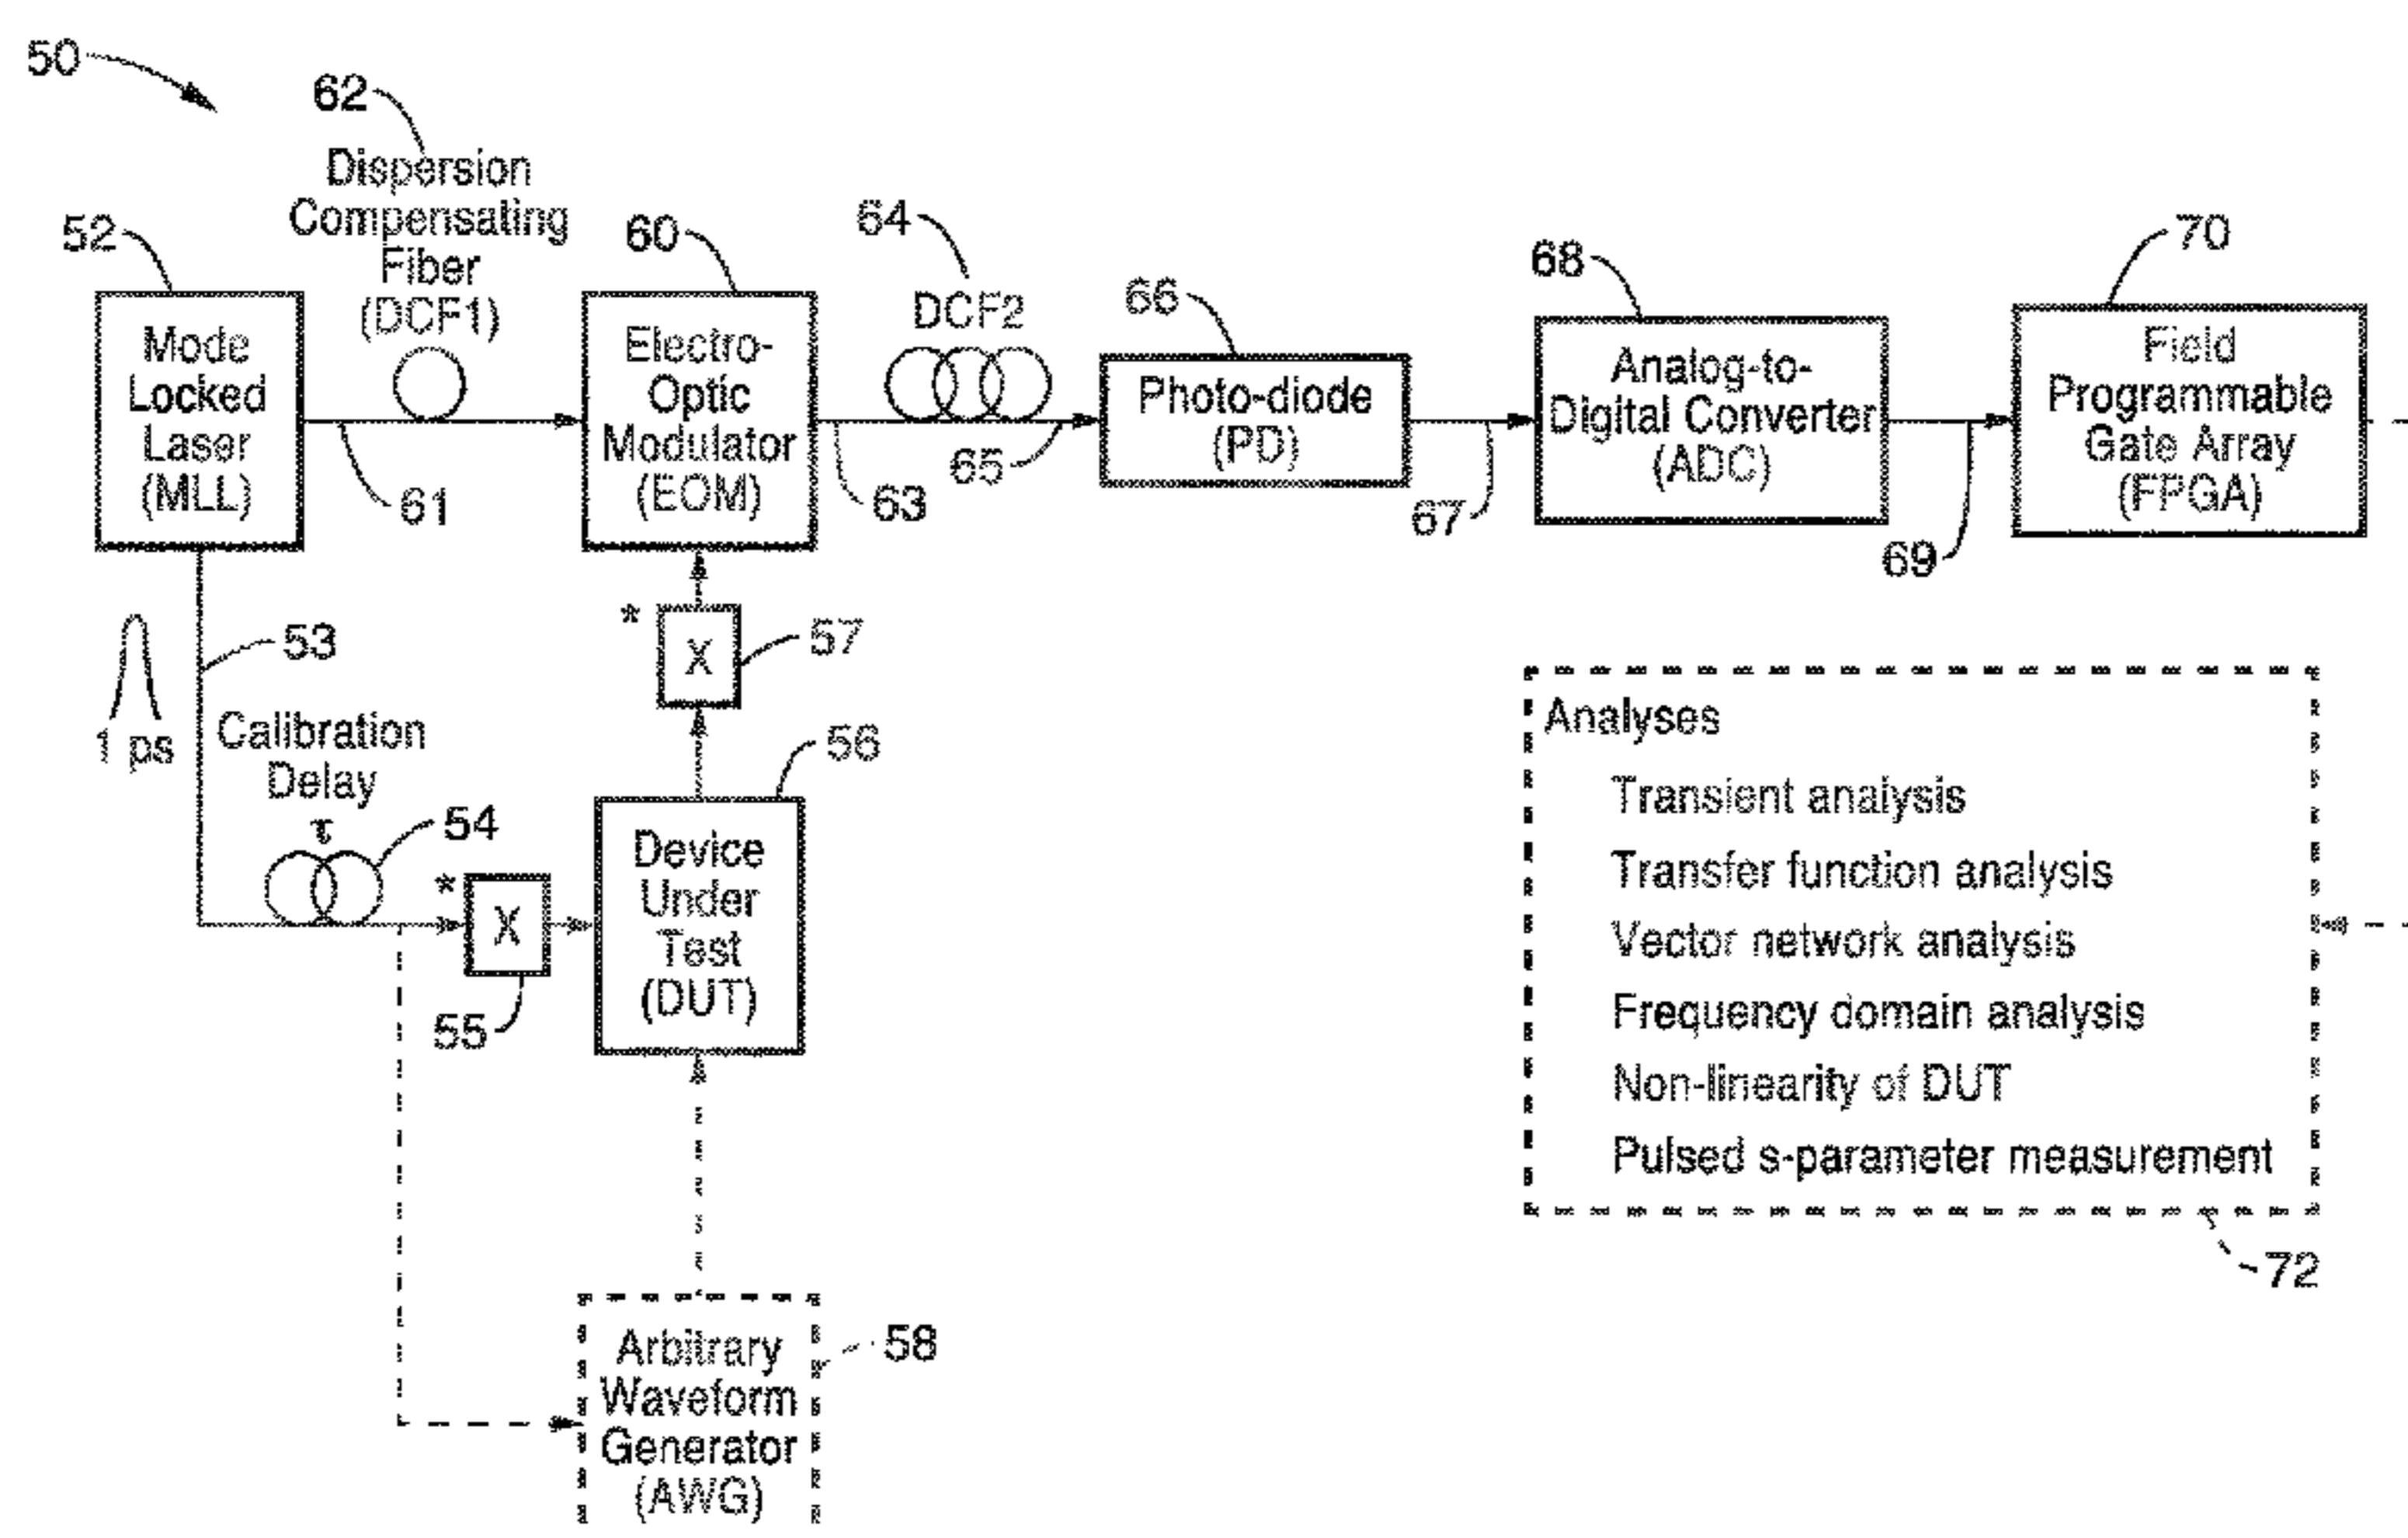 50
62
Dispersion
Compensating
Fiber
(DCF1)
52
60
64
DCF2
66
68
70
Mode
Locked
Laser
(MLL)
61
Electro-
Optic
Modulator
(EOM)
63
65
Photo-diode
(PD)
67
Analog-to-
Digital Converter
(ADC)
69
Field
Programmable
Gate Array
(FPGA)
1 ps
53
* X
57
Calibration
Delay
τ
54
* X
55
56
Device
Under
Test
(DUT)
Analyses
Transient analysis
Transfer function analysis
Vector network analysis
Frequency domain analysis
Non-linearity of DUT
Pulsed s-parameter measurement
72
58
Arbitrary
Waveform
Generator
(AWG)